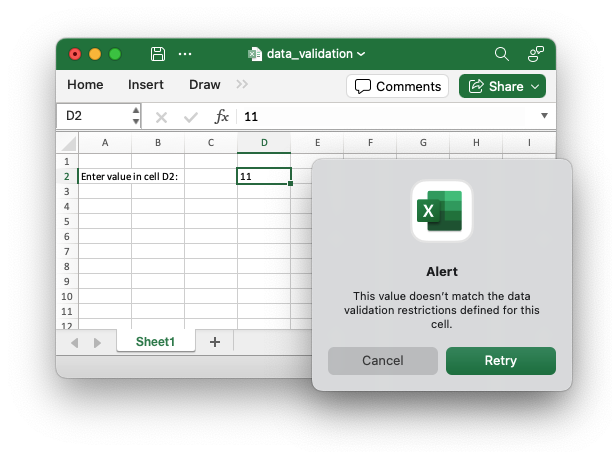 data_validation
Home Insert Draw Comments Share
D2 fx 11
A B C D E F G H I
1
2 Enter value in cell D2: 11
3
4
5
6
7
8
9
10
11
12
Sheet1
X
Alert
This value doesn't match the data
validation restrictions defined for this
cell.
Cancel Retry